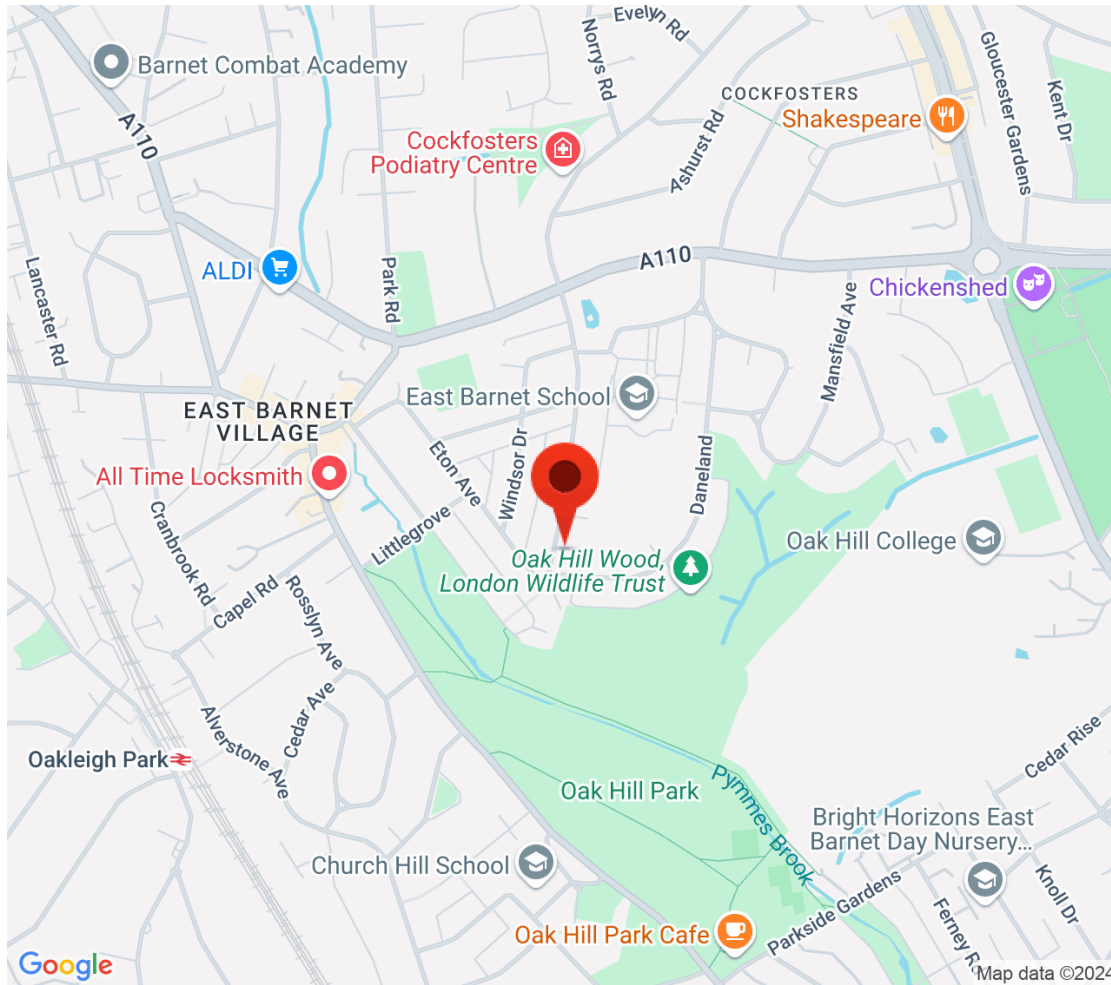 Evelyn Rd
Norrys Rd
Barnet Combat Academy
A110
COCKFOSTERS
Shakespeare
Gloucester Gardens
Kent Dr
Cockfosters
Podiatry Centre
Ashurst Rd
A110
Lancaster Rd
ALDI
Park Rd
Chickenshed
Mansfield Ave
East Barnet School
EAST BARNET
VILLAGE
Windsor Dr
Eton Ave
Daneland
All Time Locksmith
Cranbrook Rd
Littlegrove
Oak Hill Wood,
London Wildlife Trust
Oak Hill College
Capel Rd
Rosslyn Ave
Cedar Ave
Alverstone Ave
Oakleigh Park
Cedar Rise
Oak Hill Park
Pymmes Brook
Bright Horizons East
Barnet Day Nursery...
Church Hill School
Knoll Dr
Parkside Gardens
Ferney R
Oak Hill Park Cafe
Google
Map data ©2024